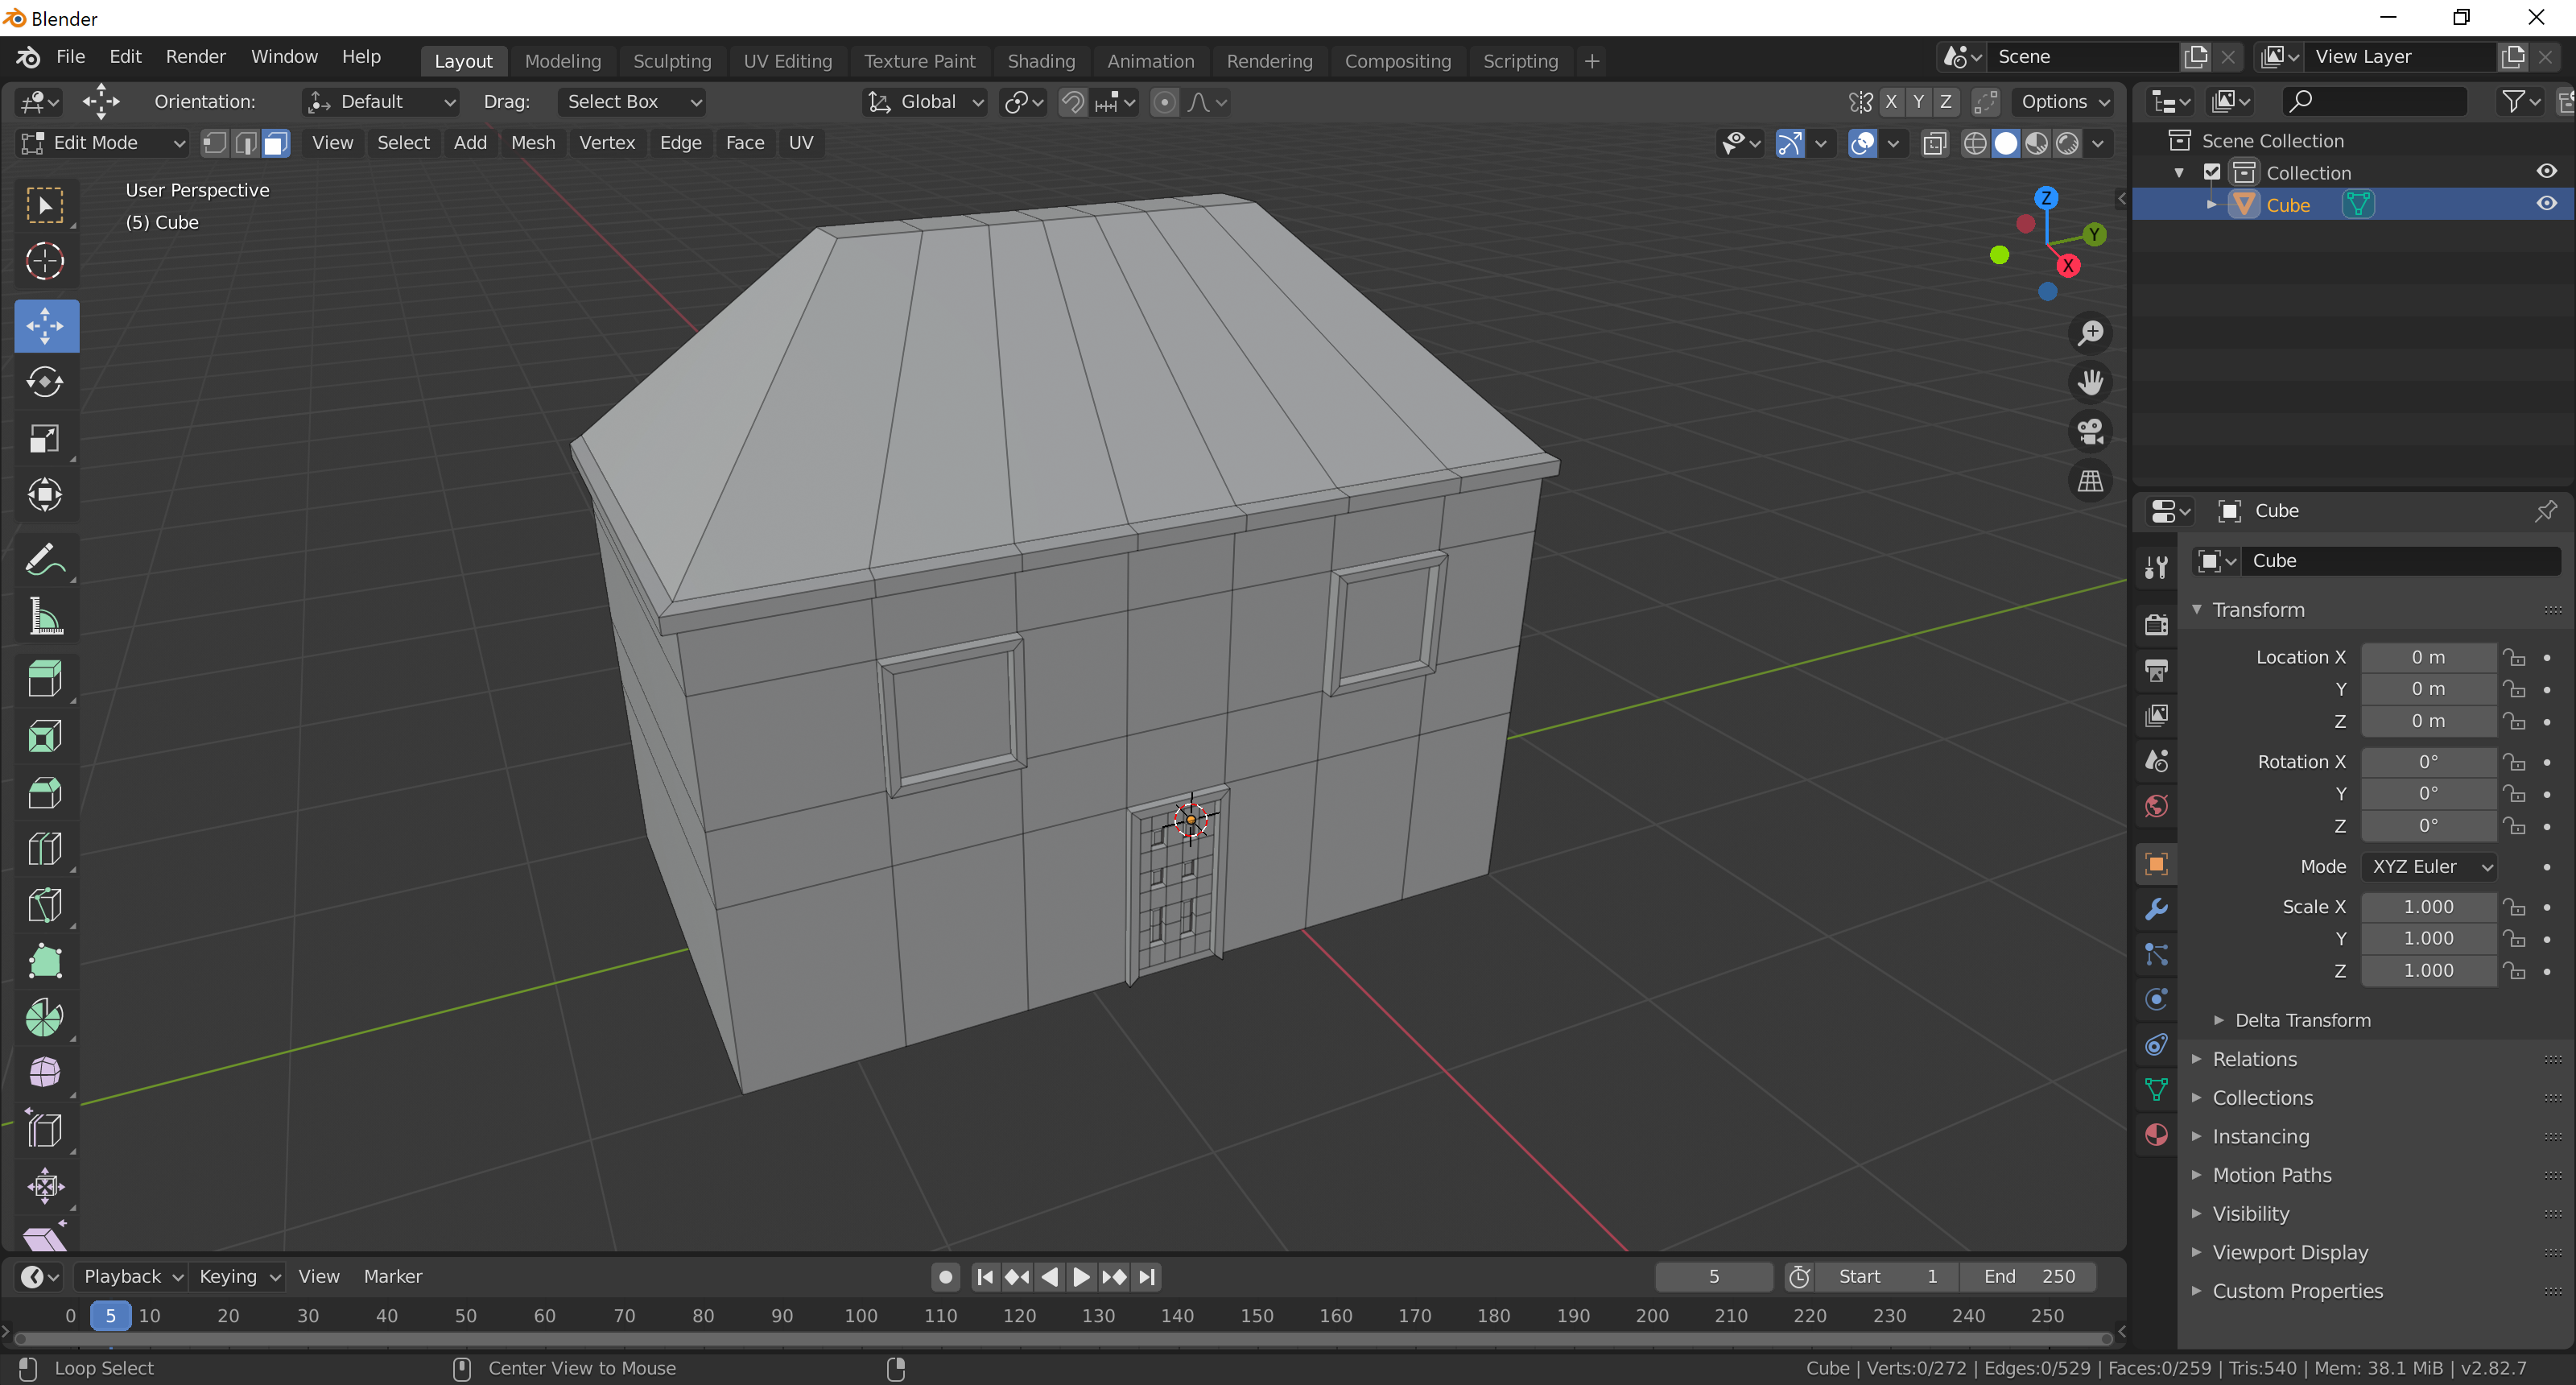 Blender
File Edit Render Window Help Layout Modeling Sculpting UV Editing Texture Paint Shading Animation Rendering Compositing Scripting + Scene View Layer
Orientation: Default Drag: Select Box Global X Y Z Options
Edit Mode View Select Add Mesh Vertex Edge Face UV
User Perspective
(5) Cube
Z
Y
X
Scene Collection
Collection
Cube
Cube
Cube
Transform
Location X 0 m
Y 0 m
Z 0 m
Rotation X 0°
Y 0°
Z 0°
Mode XYZ Euler
Scale X 1.000
Y 1.000
Z 1.000
Delta Transform
Relations
Collections
Instancing
Motion Paths
Visibility
Viewport Display
Custom Properties
Playback Keying View Marker 5 Start 1 End 250
0 5 10 20 30 40 50 60 70 80 90 100 110 120 130 140 150 160 170 180 190 200 210 220 230 240 250
Loop Select Center View to Mouse Cube | Verts:0/272 | Edges:0/529 | Faces:0/259 | Tris:540 | Mem: 38.1 MiB | v2.82.7